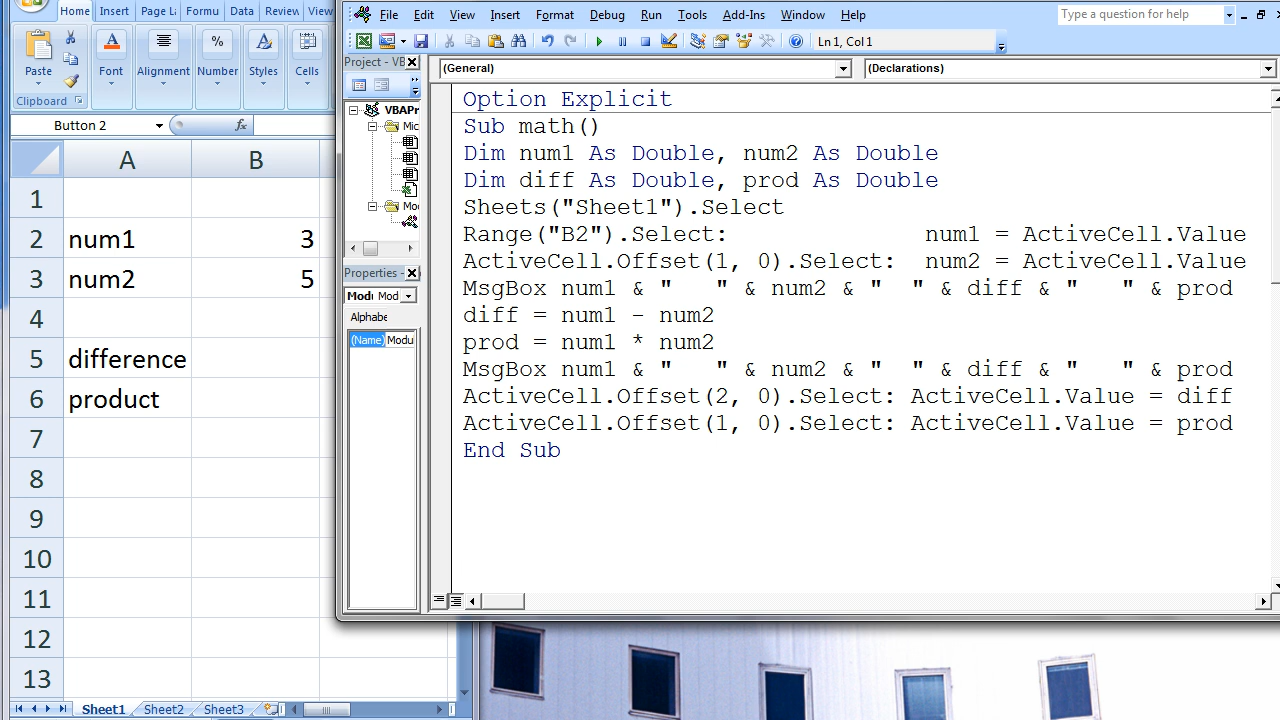 Home Insert Page L Formu Data Review View
Paste Font Alignment Number Styles Cells
Clipboard
Button 2 fx
A B
1
2 num1 3
3 num2 5
4
5 difference
6 product
7
8
9
10
11
12
13
Sheet1 Sheet2 Sheet3
File Edit View Insert Format Debug Run Tools Add-Ins Window Help
Type a question for help
Ln 1, Col 1
Project - VB
VBAPr
Mic
Mo
Properties -
Mod
Alphabe
(Name) Modu
(General) (Declarations)
Option Explicit
Sub math()
Dim num1 As Double, num2 As Double
Dim diff As Double, prod As Double
Sheets("Sheet1").Select
Range("B2").Select: num1 = ActiveCell.Value
ActiveCell.Offset(1, 0).Select: num2 = ActiveCell.Value
MsgBox num1 & "   " & num2 & "  " & diff & "   " & prod
diff = num1 - num2
prod = num1 * num2
MsgBox num1 & "   " & num2 & "  " & diff & "   " & prod
ActiveCell.Offset(2, 0).Select: ActiveCell.Value = diff
ActiveCell.Offset(1, 0).Select: ActiveCell.Value = prod
End Sub